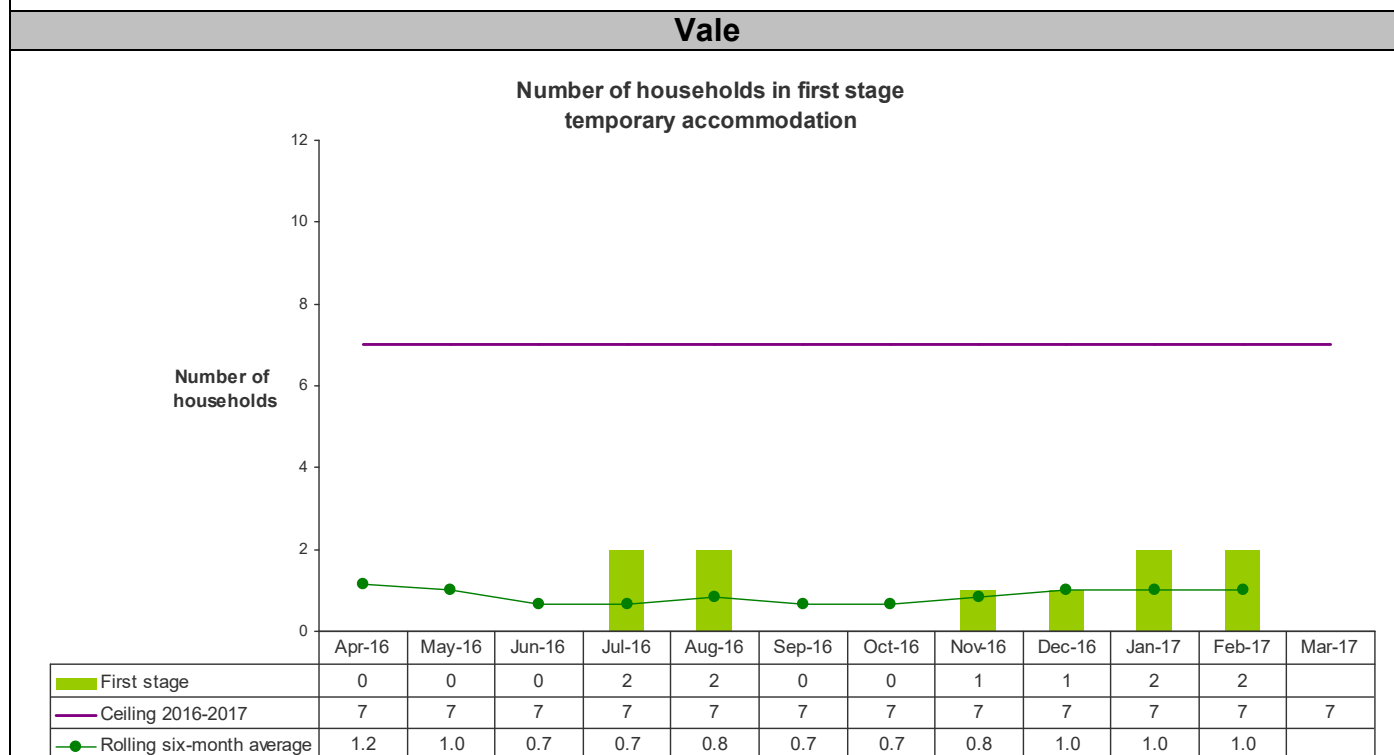 Vale
Number of households in first stage
temporary accommodation
12
10
8
6
4
2
0
Number of
households
Apr-16 May-16 Jun-16 Jul-16 Aug-16 Sep-16 Oct-16 Nov-16 Dec-16 Jan-17 Feb-17 Mar-17
First stage 0 0 0 2 2 0 0 1 1 2 2
Ceiling 2016-2017 7 7 7 7 7 7 7 7 7 7 7 7
Rolling six-month average 1.2 1.0 0.7 0.7 0.8 0.7 0.7 0.8 1.0 1.0 1.0